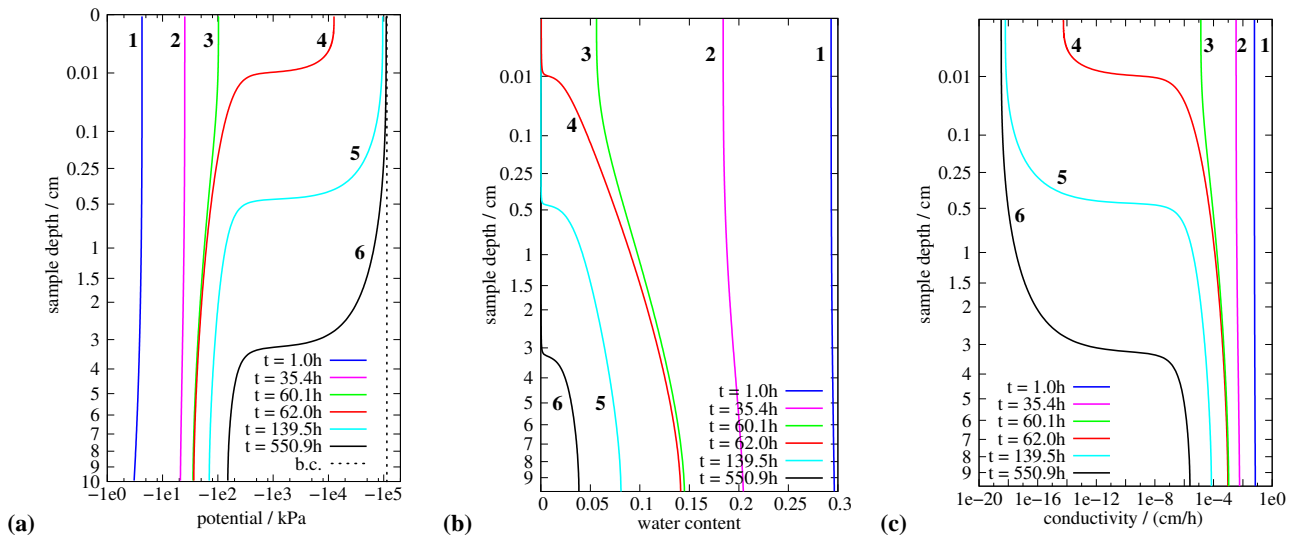 0
0.01
0.1
0.25
0.5
1
1.5
2
3
4
5
6
7
8
9
10
sample depth / cm
1
2
3
4
5
6
t = 1.0h
t = 35.4h
t = 60.1h
t = 62.0h
t = 139.5h
t = 550.9h
b.c.
−1e0 −1e1 −1e2 −1e3 −1e4 −1e5
potential / kPa
(a)
0.01
0.1
0.25
0.5
1
1.5
2
3
4
5
6
7
8
9
sample depth / cm
3
2
1
4
6
5
t = 1.0h
t = 35.4h
t = 60.1h
t = 62.0h
t = 139.5h
t = 550.9h
0 0.05 0.1 0.15 0.2 0.25 0.3
water content
(b)
0.01
0.1
0.25
0.5
1
1.5
2
3
4
5
6
7
8
9
sample depth / cm
4
3
2
1
5
6
t = 1.0h
t = 35.4h
t = 60.1h
t = 62.0h
t = 139.5h
t = 550.9h
1e−20 1e−16 1e−12 1e−8 1e−4 1e0
conductivity / (cm/h)
(c)